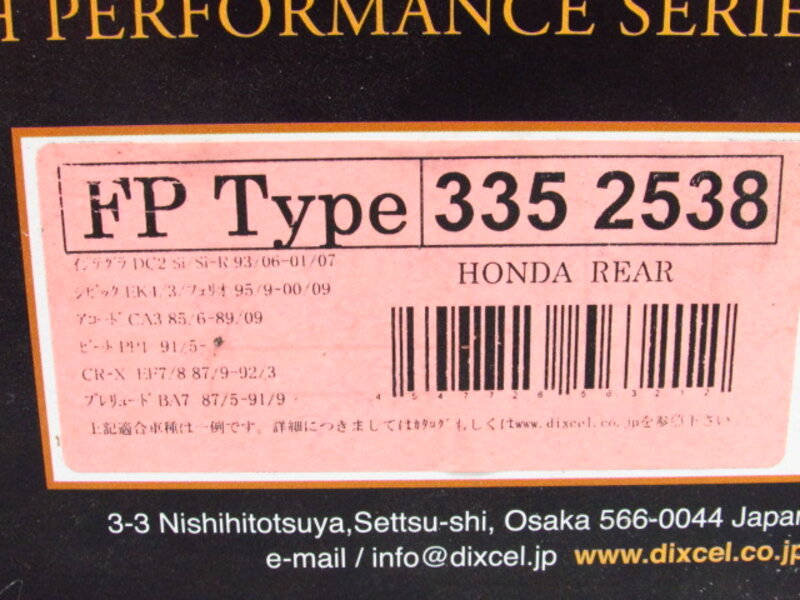 H PERFORMANCE SERIE
FP Type 335 2538
HONDA REAR
インテグラ DC2 Si/Si-R 93/06-01/07
シビック EK4/3/フェリオ 95/9-00/09
アコード CA3 85/6-89/09
ビート PP1 91/5-
CR-X EF7/8 87/9-92/3
プレリュード BA7 87/5-91/9
上記適合車種は一例です、詳細につきましてはカタログもしくはwww.dixcel.co.jpを参照下さい
3-3 Nishihitotsuya,Settsu-shi, Osaka 566-0044 Japan
e-mail / info@dixcel.jp www.dixcel.co.jp